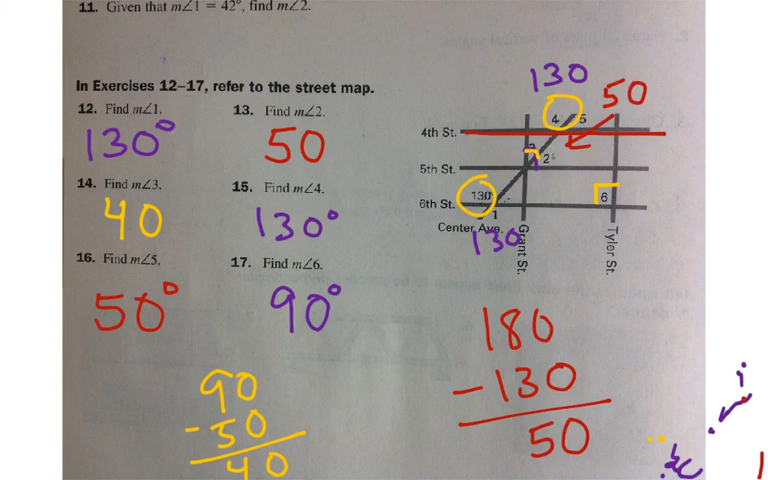 11. Given that m∠1 = 42°, find m∠2.
In Exercises 12–17, refer to the street map.
12. Find m∠1.
130°
13. Find m∠2.
50
14. Find m∠3.
40
15. Find m∠4.
130°
16. Find m∠5.
50°
17. Find m∠6.
90°
90
- 50
40
130
50
4 5
4th St.
2
5th St.
130°
6
6th St.
1
Center Ave.
130
Grant St.
Tyler St.
180
- 130
50